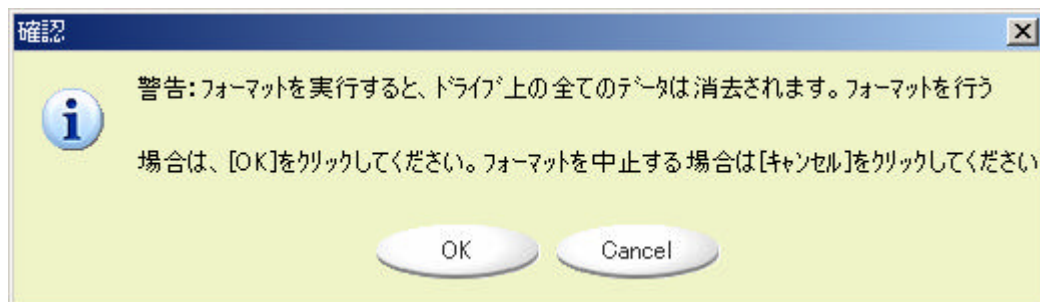 確認
警告:フォーマットを実行すると、ドライブ上の全てのデータは消去されます。フォーマットを行う
場合は、[OK]をクリックしてください。フォーマットを中止する場合は[キャンセル]をクリックしてください
OK
Cancel